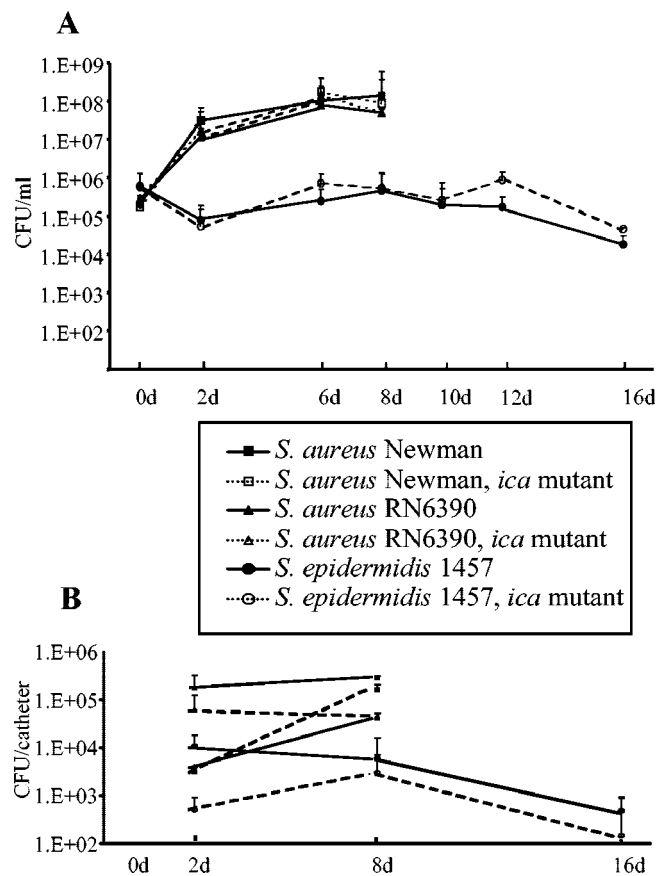 A
1.E+09
1.E+08
1.E+07
1.E+06
1.E+05
1.E+04
1.E+03
1.E+02
CFU/ml
0d 2d 6d 8d 10d 12d 16d
S. aureus Newman
S. aureus Newman, ica mutant
S. aureus RN6390
S. aureus RN6390, ica mutant
S. epidermidis 1457
S. epidermidis 1457, ica mutant
B
1.E+06
1.E+05
1.E+04
1.E+03
1.E+02
CFU/catheter
0d 2d 8d 16d